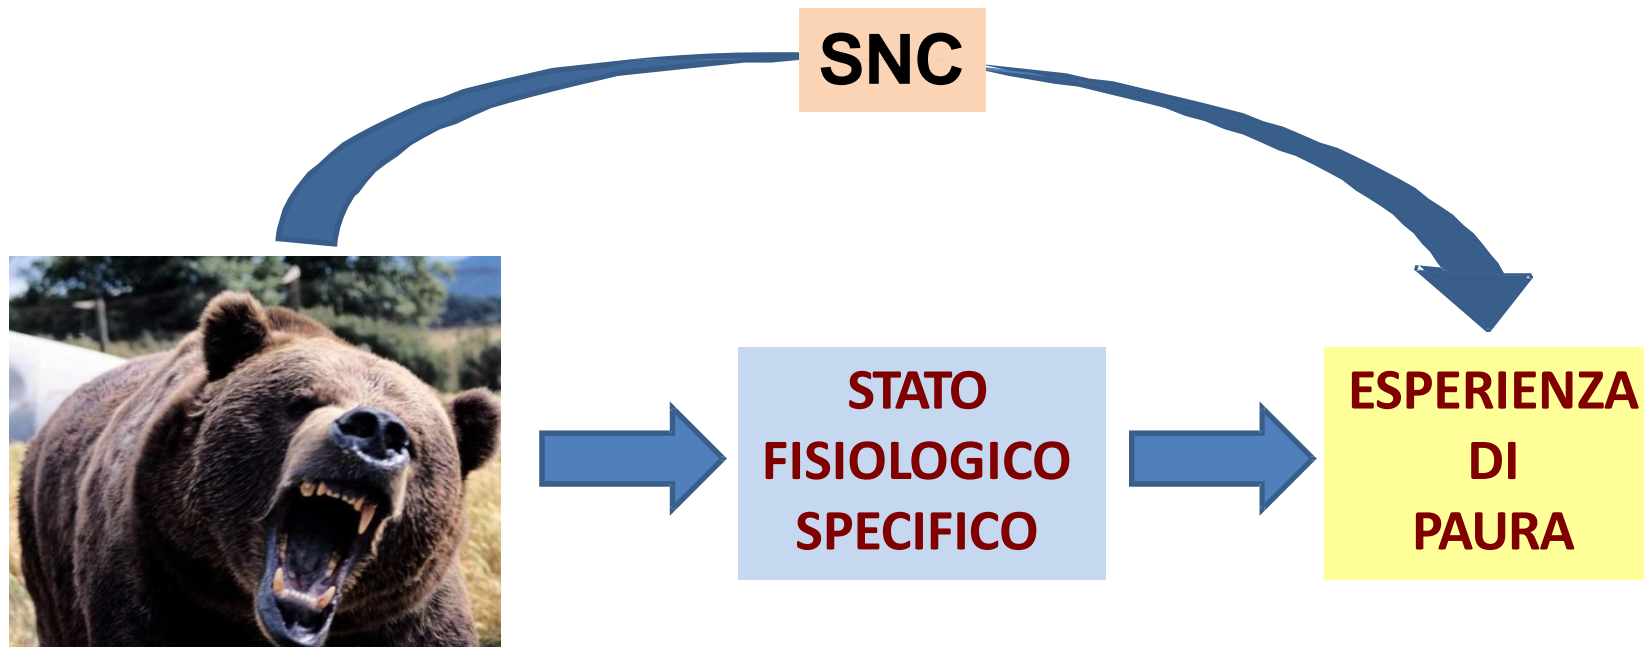 SNC
STATO
FISIOLOGICO
SPECIFICO
ESPERIENZA
DI
PAURA